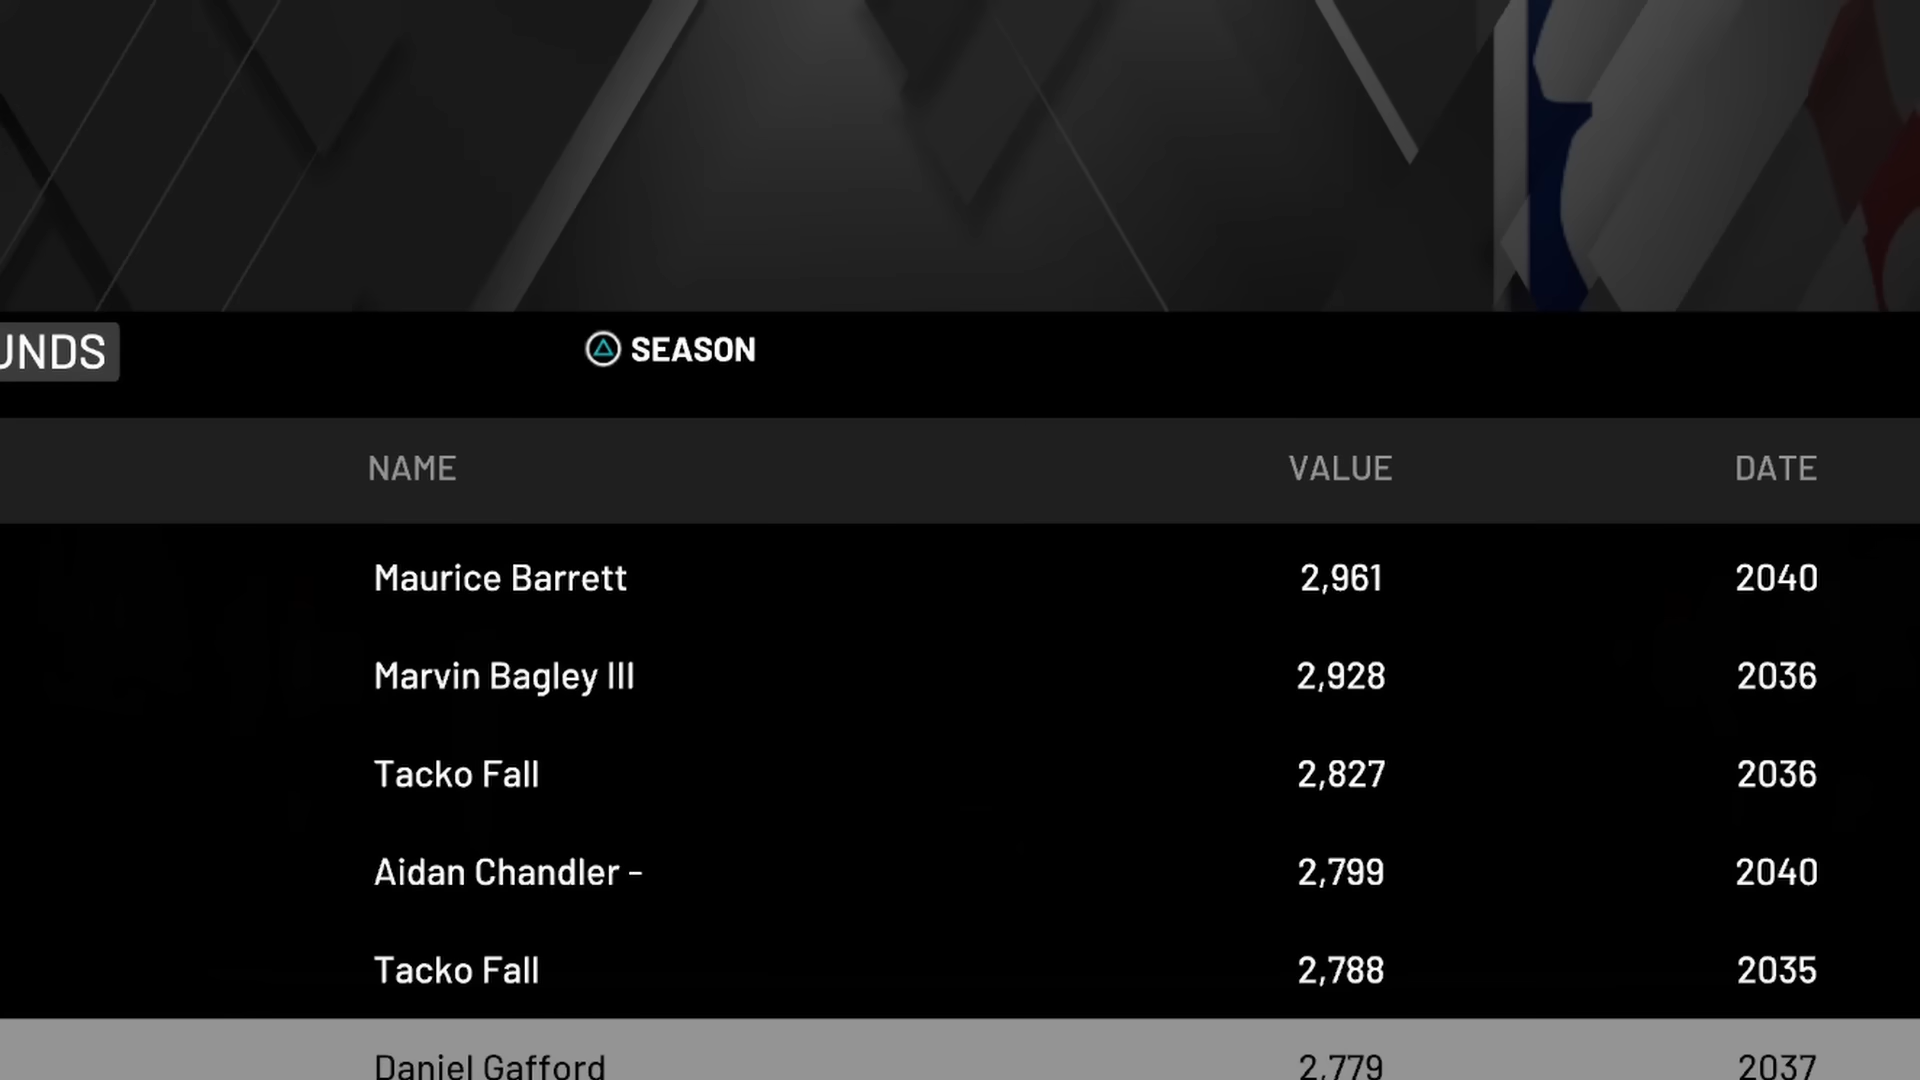 UNDS
SEASON
NAME VALUE DATE
Maurice Barrett 2,961 2040
Marvin Bagley III 2,928 2036
Tacko Fall 2,827 2036
Aidan Chandler - 2,799 2040
Tacko Fall 2,788 2035
Daniel Gafford 2,779 2037